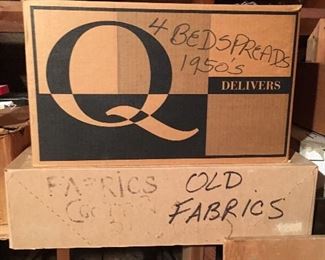 4 BEDSPREADS
1950's
Q
DELIVERS
FABRICS
OLD
FABRICS